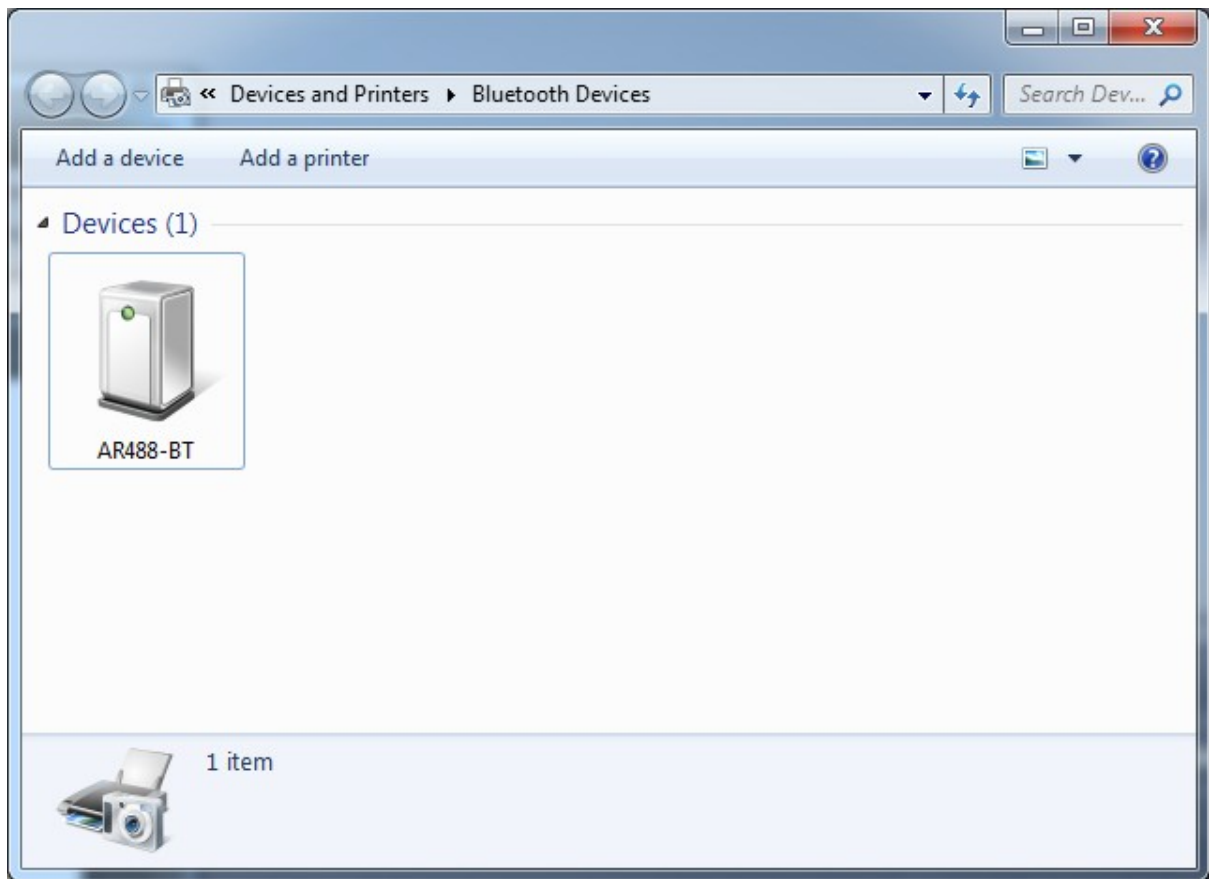 « Devices and Printers ▸ Bluetooth Devices
Search Dev...
Add a device Add a printer
Devices (1)
AR488-BT
1 item